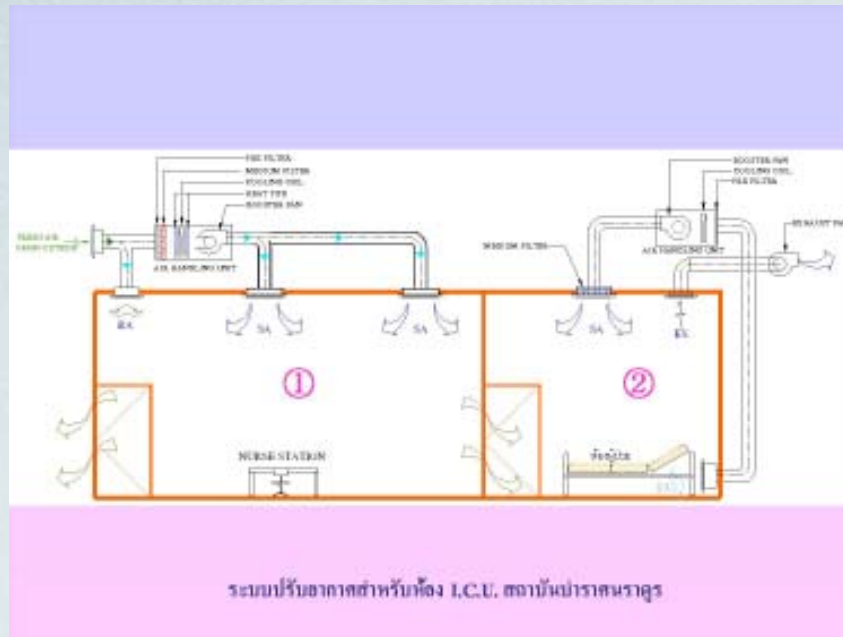 PRE FILTER
MEDIUM FILTER
COOLING COIL
HEAT PIPE
BOOSTER FAN
FRESH AIR
AIR HANDLING UNIT
RA
SA
SA
①
NURSE STATION
BOOSTER FAN
COOLING COIL
PRE FILTER
EXHAUST FAN
MEDIUM FILTER
AIR HANDLING UNIT
SA
EX
②
ระบบปรับอากาศสำหรับห้อง I.C.U. สถาบันบำราศนราดูร